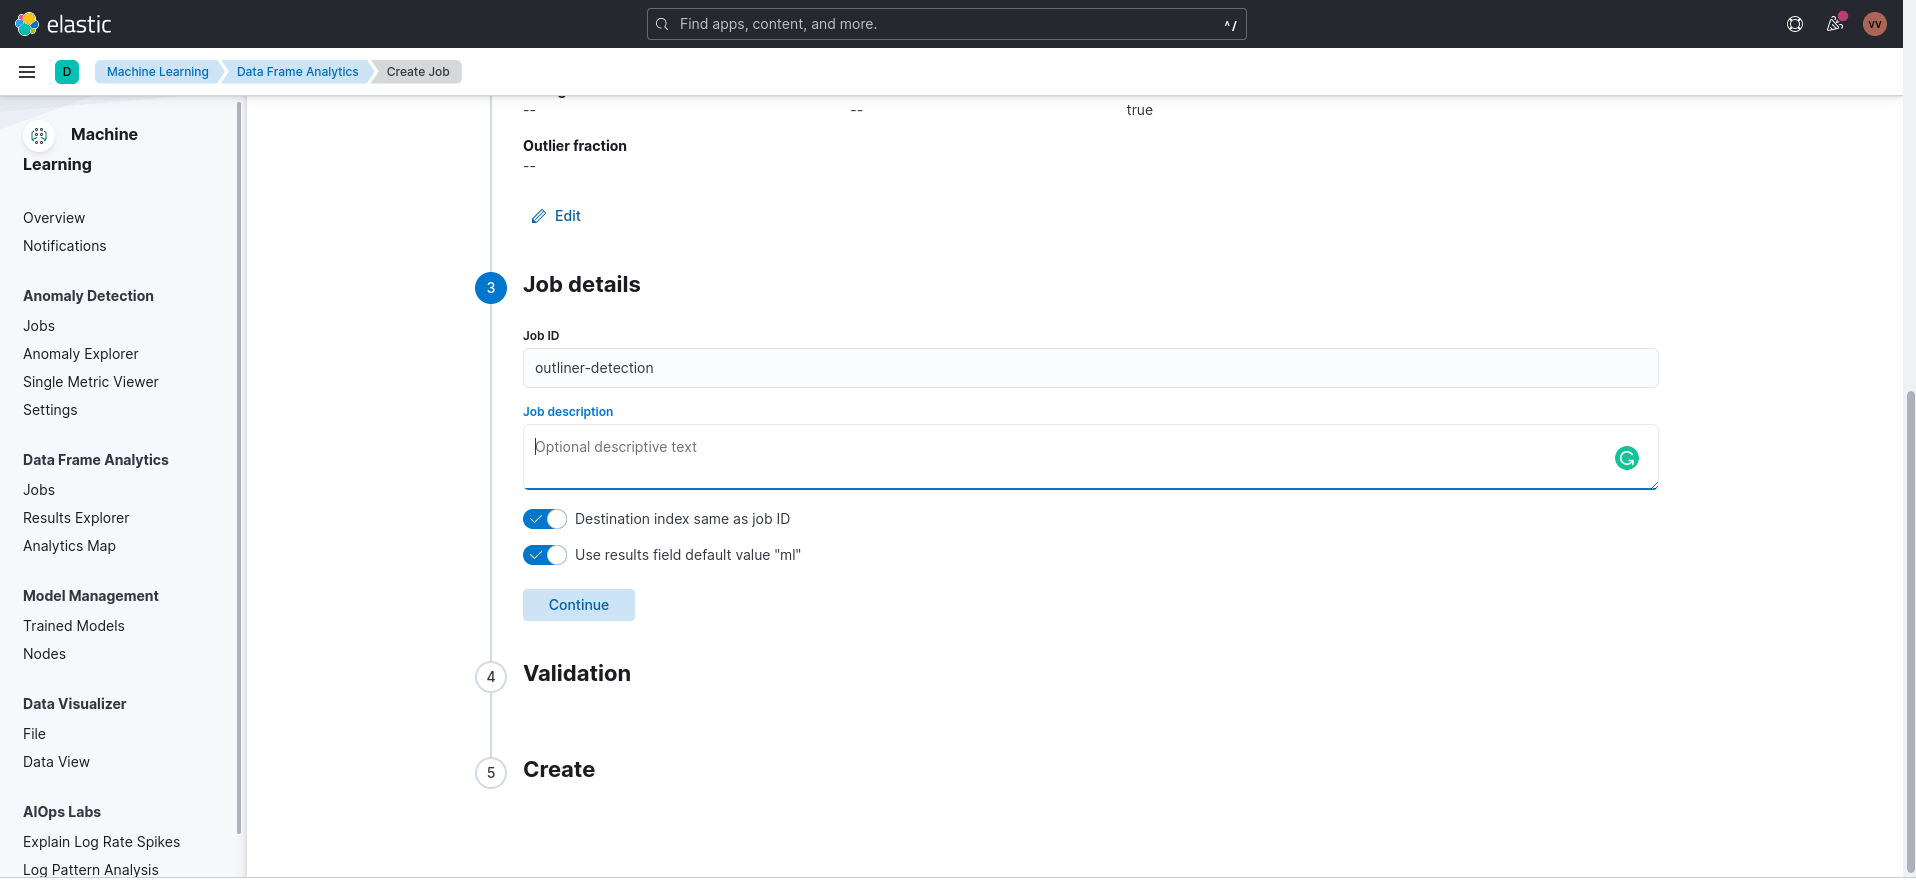 elastic
Find apps, content, and more.
^/
VV
D
Machine Learning
Data Frame Analytics
Create Job
Machine
Learning
Overview
Notifications
Anomaly Detection
Jobs
Anomaly Explorer
Single Metric Viewer
Settings
Data Frame Analytics
Jobs
Results Explorer
Analytics Map
Model Management
Trained Models
Nodes
Data Visualizer
File
Data View
AIOps Labs
Explain Log Rate Spikes
Log Pattern Analysis
-- -- true
Outlier fraction
--
Edit
3 Job details
Job ID
outliner-detection
Job description
Optional descriptive text
Destination index same as job ID
Use results field default value "ml"
Continue
4 Validation
5 Create